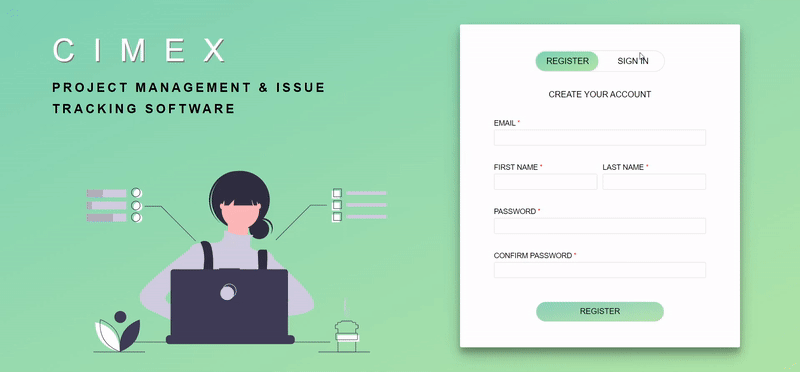 CIMEX
PROJECT MANAGEMENT & ISSUE
TRACKING SOFTWARE
REGISTER
SIGN IN
CREATE YOUR ACCOUNT
EMAIL *
FIRST NAME *
LAST NAME *
PASSWORD *
CONFIRM PASSWORD *
REGISTER